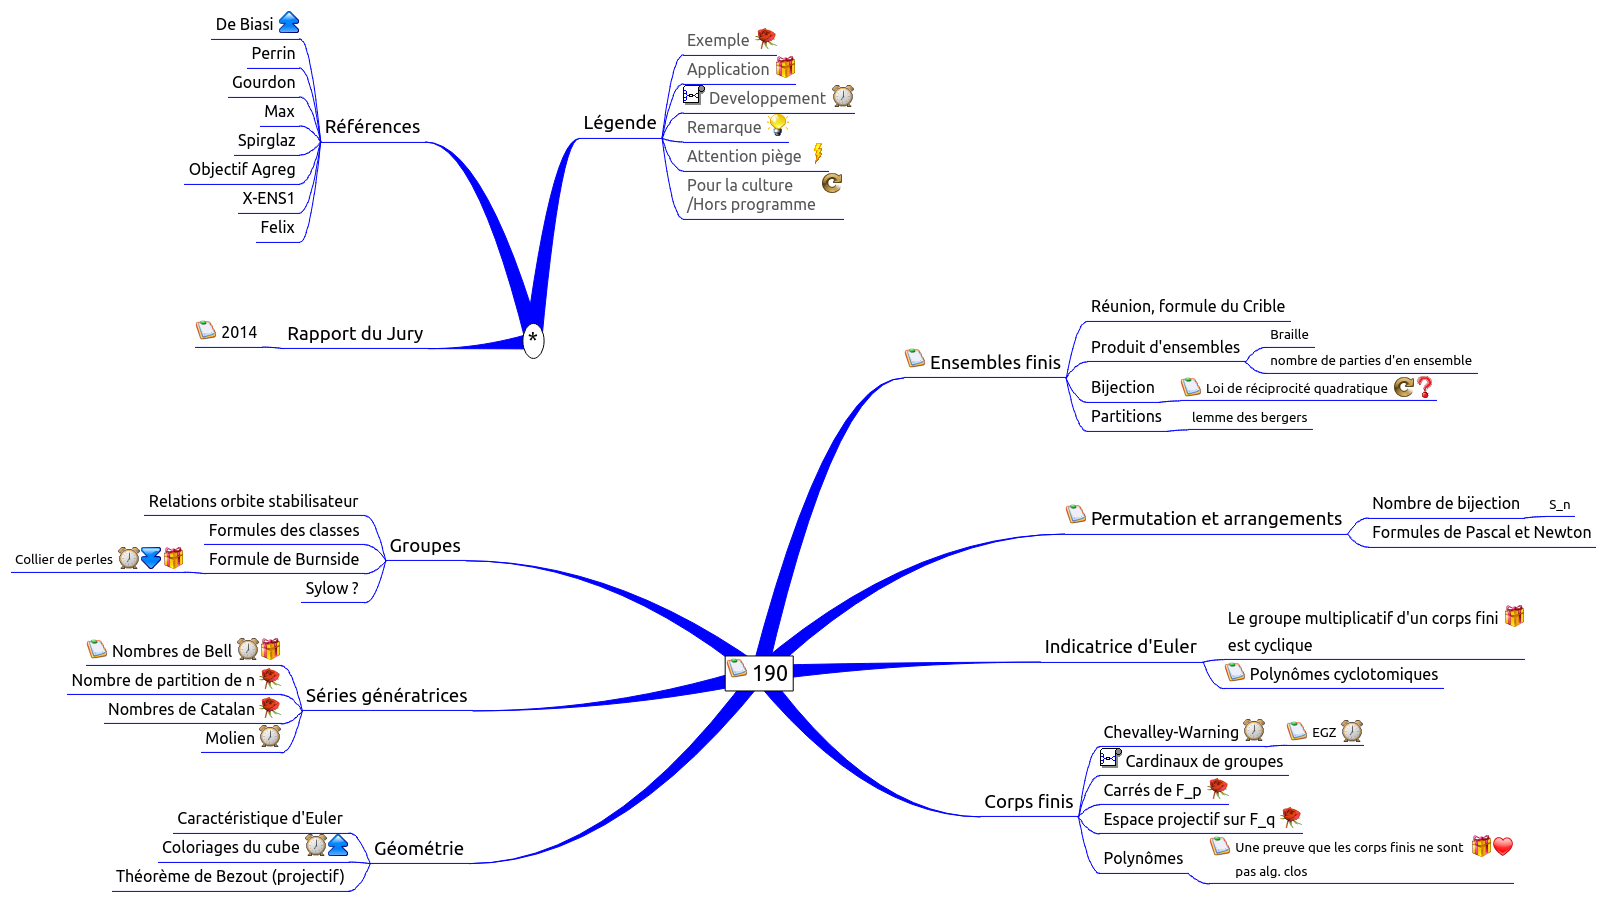 De Biasi
Perrin
Gourdon
Max
Spirglaz
Objectif Agreg
X-ENS1
Felix
Références
Légende
Exemple
Application
Developpement
Remarque
Attention piège
Pour la culture
/Hors programme
2014
Rapport du Jury
*
Ensembles finis
Réunion, formule du Crible
Produit d'ensembles
Braille
nombre de parties d'en ensemble
Bijection
Loi de réciprocité quadratique
Partitions
lemme des bergers
Permutation et arrangements
Nombre de bijection
S_n
Formules de Pascal et Newton
Indicatrice d'Euler
Le groupe multiplicatif d'un corps fini
est cyclique
Polynômes cyclotomiques
Corps finis
Chevalley-Warning
EGZ
Cardinaux de groupes
Carrés de F_p
Espace projectif sur F_q
Polynômes
Une preuve que les corps finis ne sont
pas alg. clos
190
Groupes
Relations orbite stabilisateur
Formules des classes
Formule de Burnside
Collier de perles
Sylow ?
Séries génératrices
Nombres de Bell
Nombre de partition de n
Nombres de Catalan
Molien
Géométrie
Caractéristique d'Euler
Coloriages du cube
Théorème de Bezout (projectif)